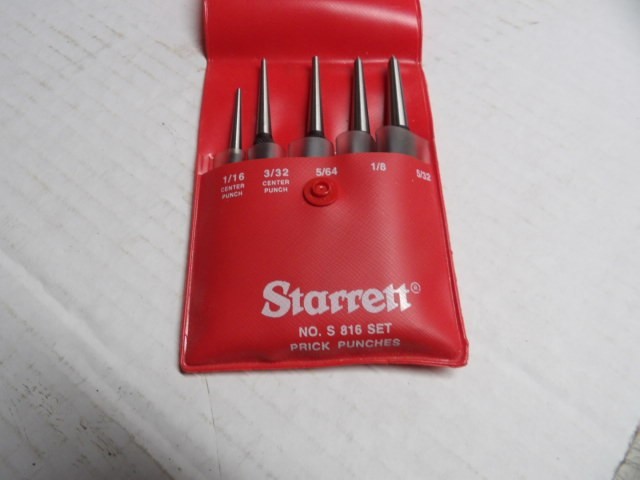 1/16 3/32 5/64 1/8 5/32
CENTER PUNCH CENTER PUNCH
Starrett®
NO. S 816 SET
PRICK PUNCHES